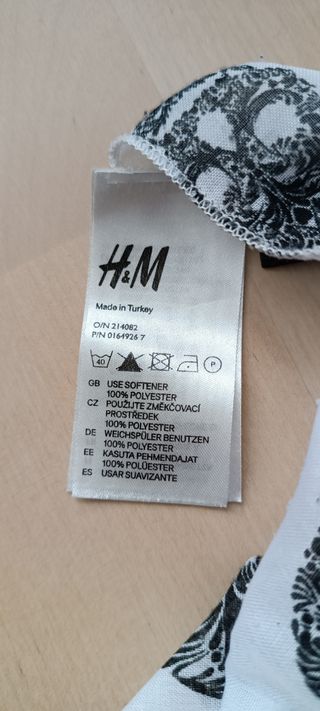 H&M
Made in Turkey
O/N 214082
P/N 0164926 7
40 P
GB USE SOFTENER
100% POLYESTER
CZ POUŽIJTE ZMĚKČOVACÍ
PROSTŘEDEK
100% POLYESTER
DE WEICHSPÜLER BENUTZEN
100% POLYESTER
EE KASUTA PEHMENDAJAT
100% POLÜESTER
ES USAR SUAVIZANTE